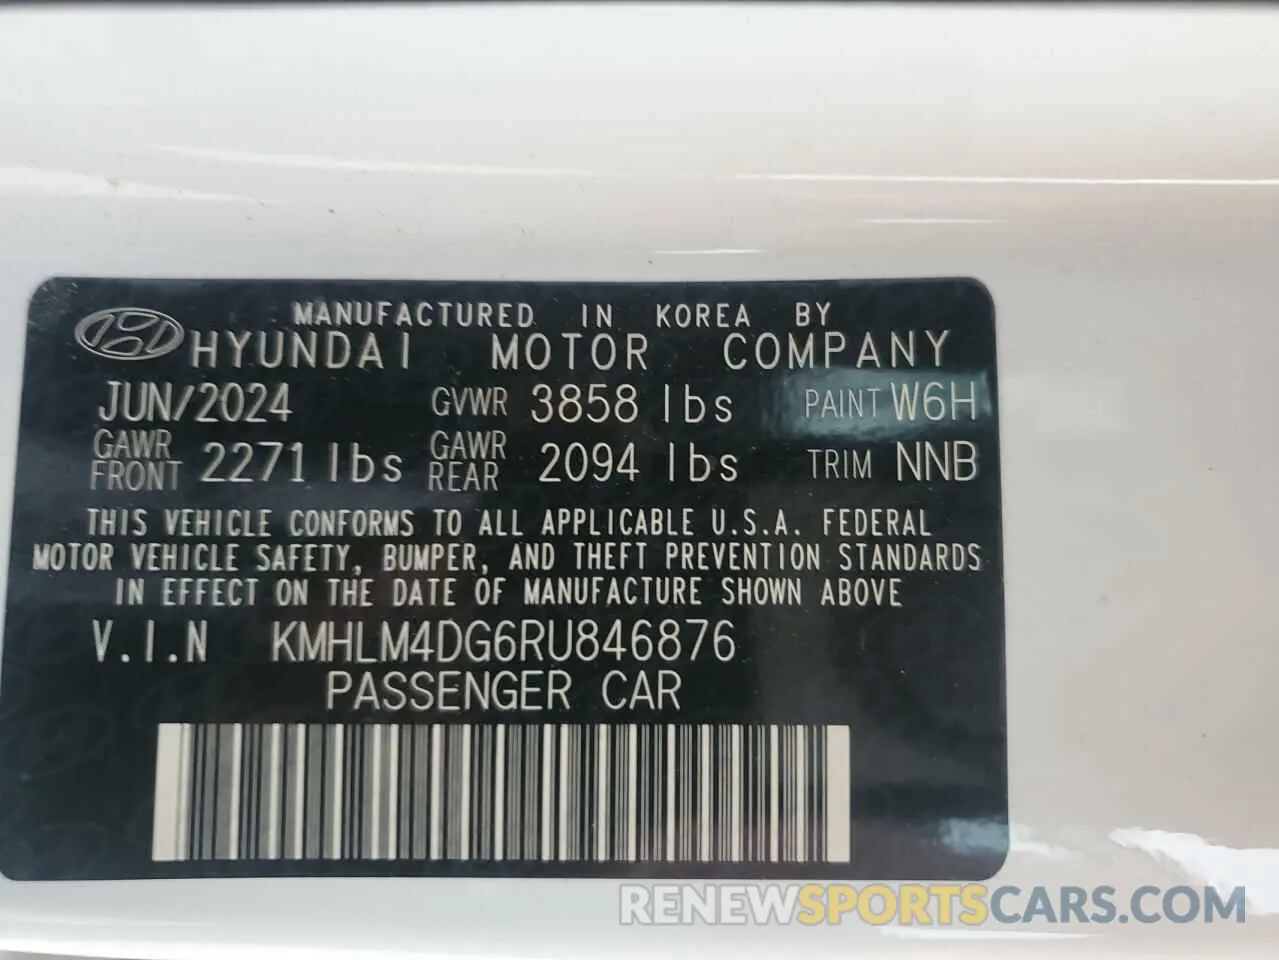 MANUFACTURED IN KOREA BY
HYUNDAI MOTOR COMPANY
JUN/2024 GVWR 3858 lbs PAINT W6H
GAWR FRONT 2271 lbs GAWR REAR 2094 lbs TRIM NNB
THIS VEHICLE CONFORMS TO ALL APPLICABLE U.S.A. FEDERAL
MOTOR VEHICLE SAFETY, BUMPER, AND THEFT PREVENTION STANDARDS
IN EFFECT ON THE DATE OF MANUFACTURE SHOWN ABOVE
V.I.N KMHLM4DG6RU846876
PASSENGER CAR
RENEWSPORTSCARS.COM